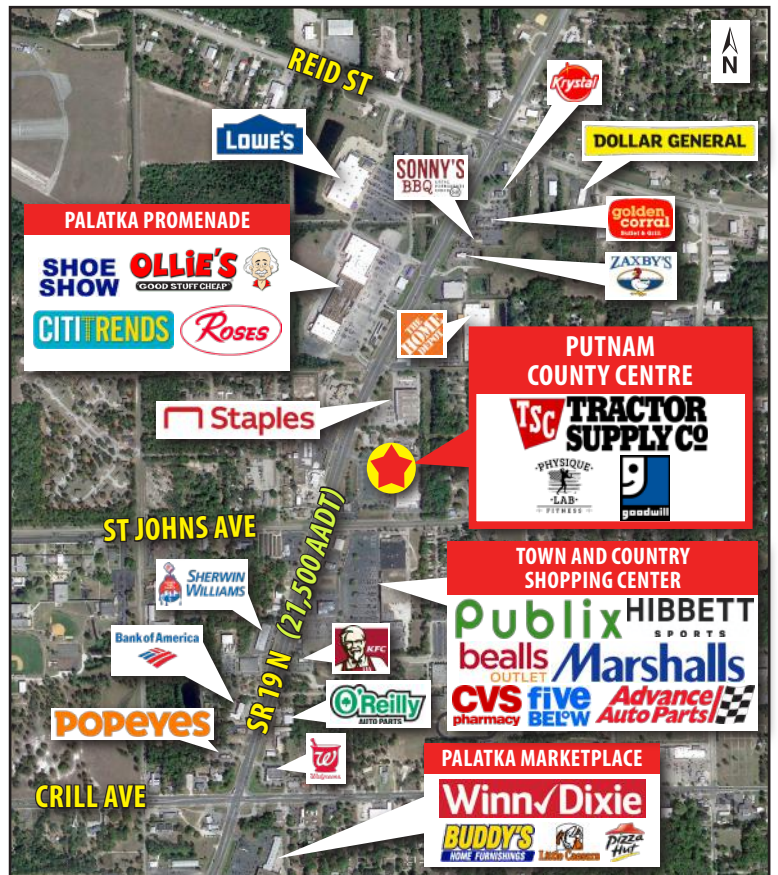 N
REID ST
Krystal
LOWE'S
DOLLAR GENERAL
SONNY'S
BBQ
golden
corral
Buffet & Grill
ZAXBY'S
PALATKA PROMENADE
SHOE
SHOW
OLLiE'S
"GOOD STUFF CHEAP"
CITITRENDS
Roses
THE
HOME
DEPOT
PUTNAM
COUNTY CENTRE
TSC TRACTOR
SUPPLY CO
PHYSIQUE
LAB
FITNESS
goodwill
Staples
ST JOHNS AVE
SR 19 N (21,500 AADT)
TOWN AND COUNTRY
SHOPPING CENTER
Publix HIBBETT
SPORTS
bealls
OUTLET
Marshalls
CVS
pharmacy
five
BELOW
Advance
Auto Parts
SHERWIN
WILLIAMS
Bank of America
KFC
O'Reilly
AUTO PARTS
POPEYES
W
Walgreens
CRILL AVE
PALATKA MARKETPLACE
Winn Dixie
BUDDY'S
HOME FURNISHINGS
Little Caesars
Pizza
Hut